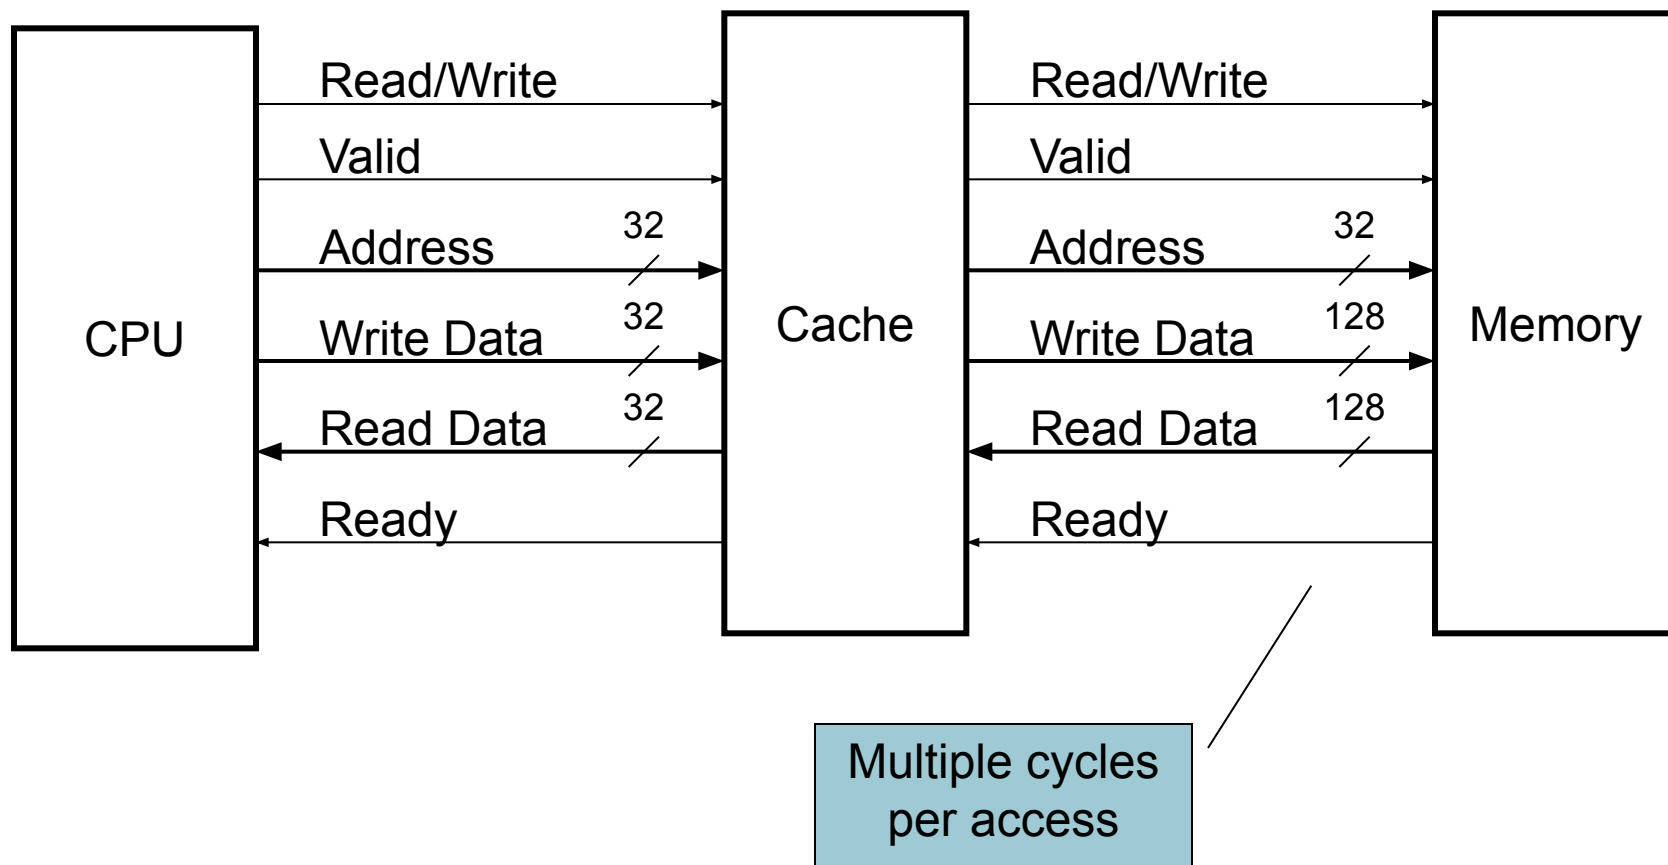 Read/Write
Read/Write
Valid
Valid
Address
32
Address
32
CPU
Write Data
32
Cache
Write Data
128
Memory
Read Data
32
Read Data
128
Ready
Ready
Multiple cycles
per access